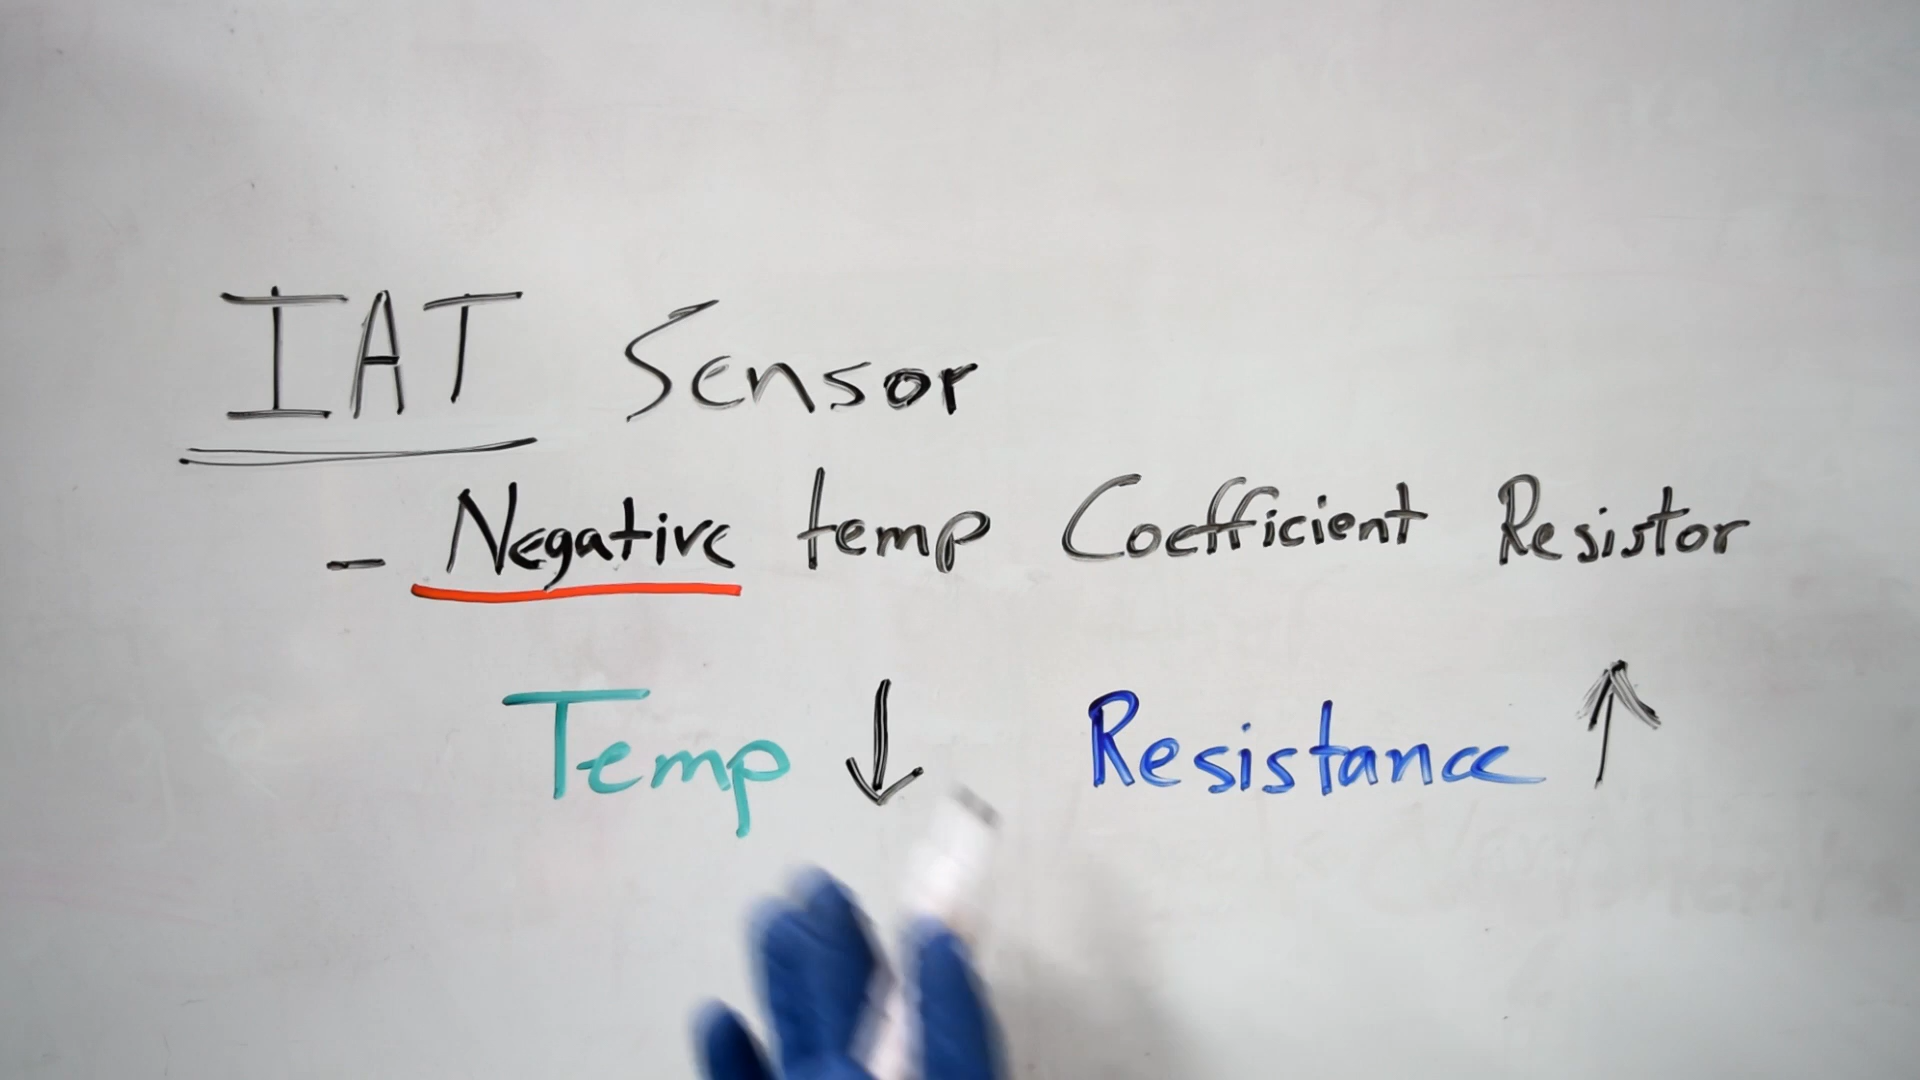 IAT Sensor
- Negative temp Coefficient Resistor
Temp ↓ Resistance ↑